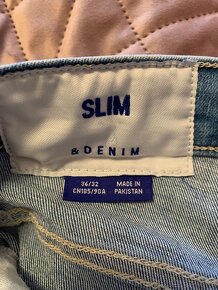 SLIM
& DENIM
36/32
CN185/90A
MADE IN
PAKISTAN